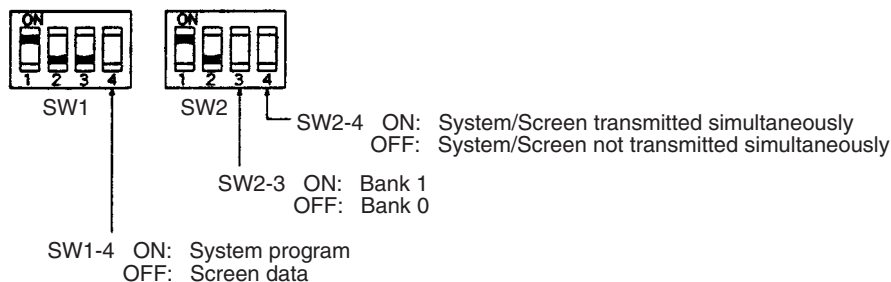 ON ON
1 2 3 4 1 2 3 4
SW1 SW2
SW2-4 ON: System/Screen transmitted simultaneously
OFF: System/Screen not transmitted simultaneously
SW2-3 ON: Bank 1
OFF: Bank 0
SW1-4 ON: System program
OFF: Screen data